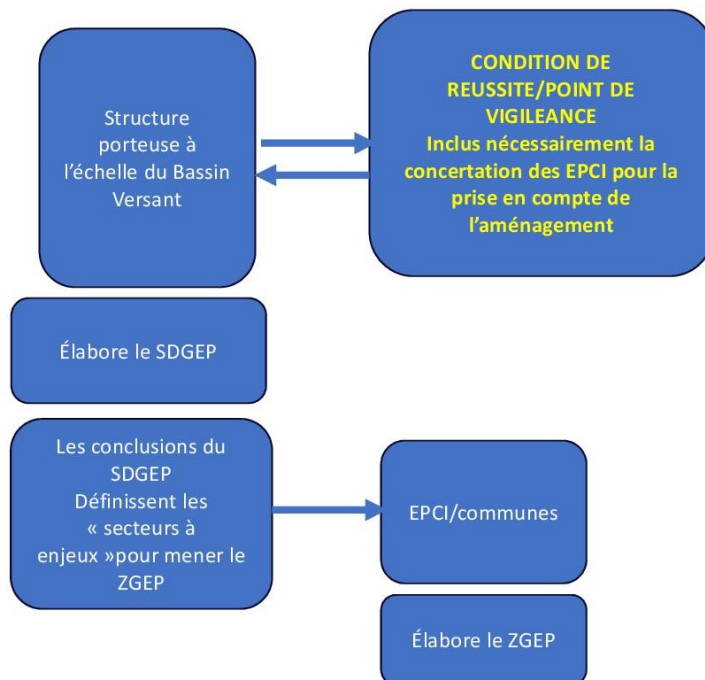 Structure
porteuse à
l’échelle du Bassin
Versant
CONDITION DE
REUSSITE/POINT DE
VIGILEANCE
Inclus nécessairement la
concertation des EPCI pour la
prise en compte de
l’aménagement
Élabore le SDGEP
Les conclusions du
SDGEP
Définissent les
« secteurs à
enjeux »pour mener le
ZGEP
EPCI/communes
Élabore le ZGEP